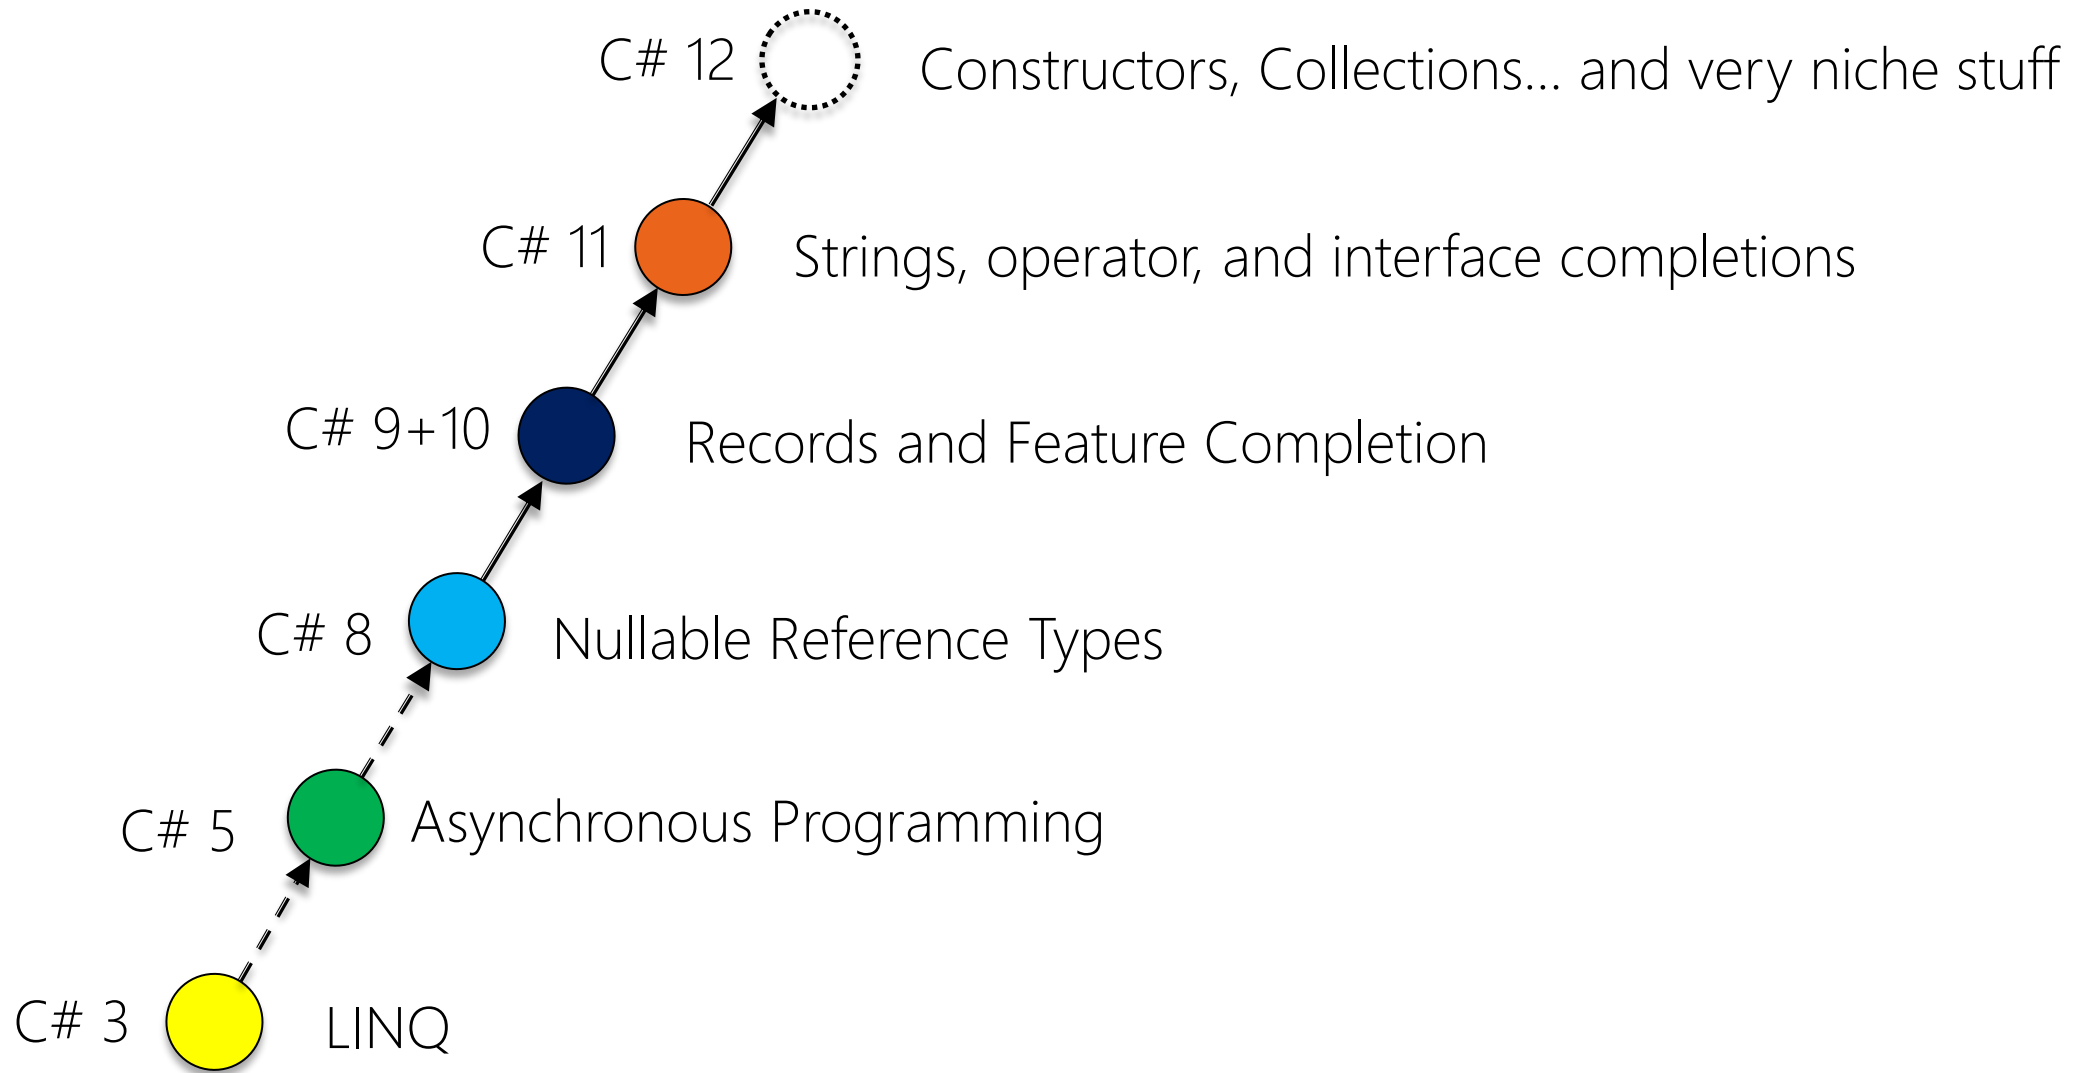 C# 12
Constructors, Collections... and very niche stuff
C# 11
Strings, operator, and interface completions
C# 9+10
Records and Feature Completion
C# 8
Nullable Reference Types
C# 5
Asynchronous Programming
C# 3
LINQ